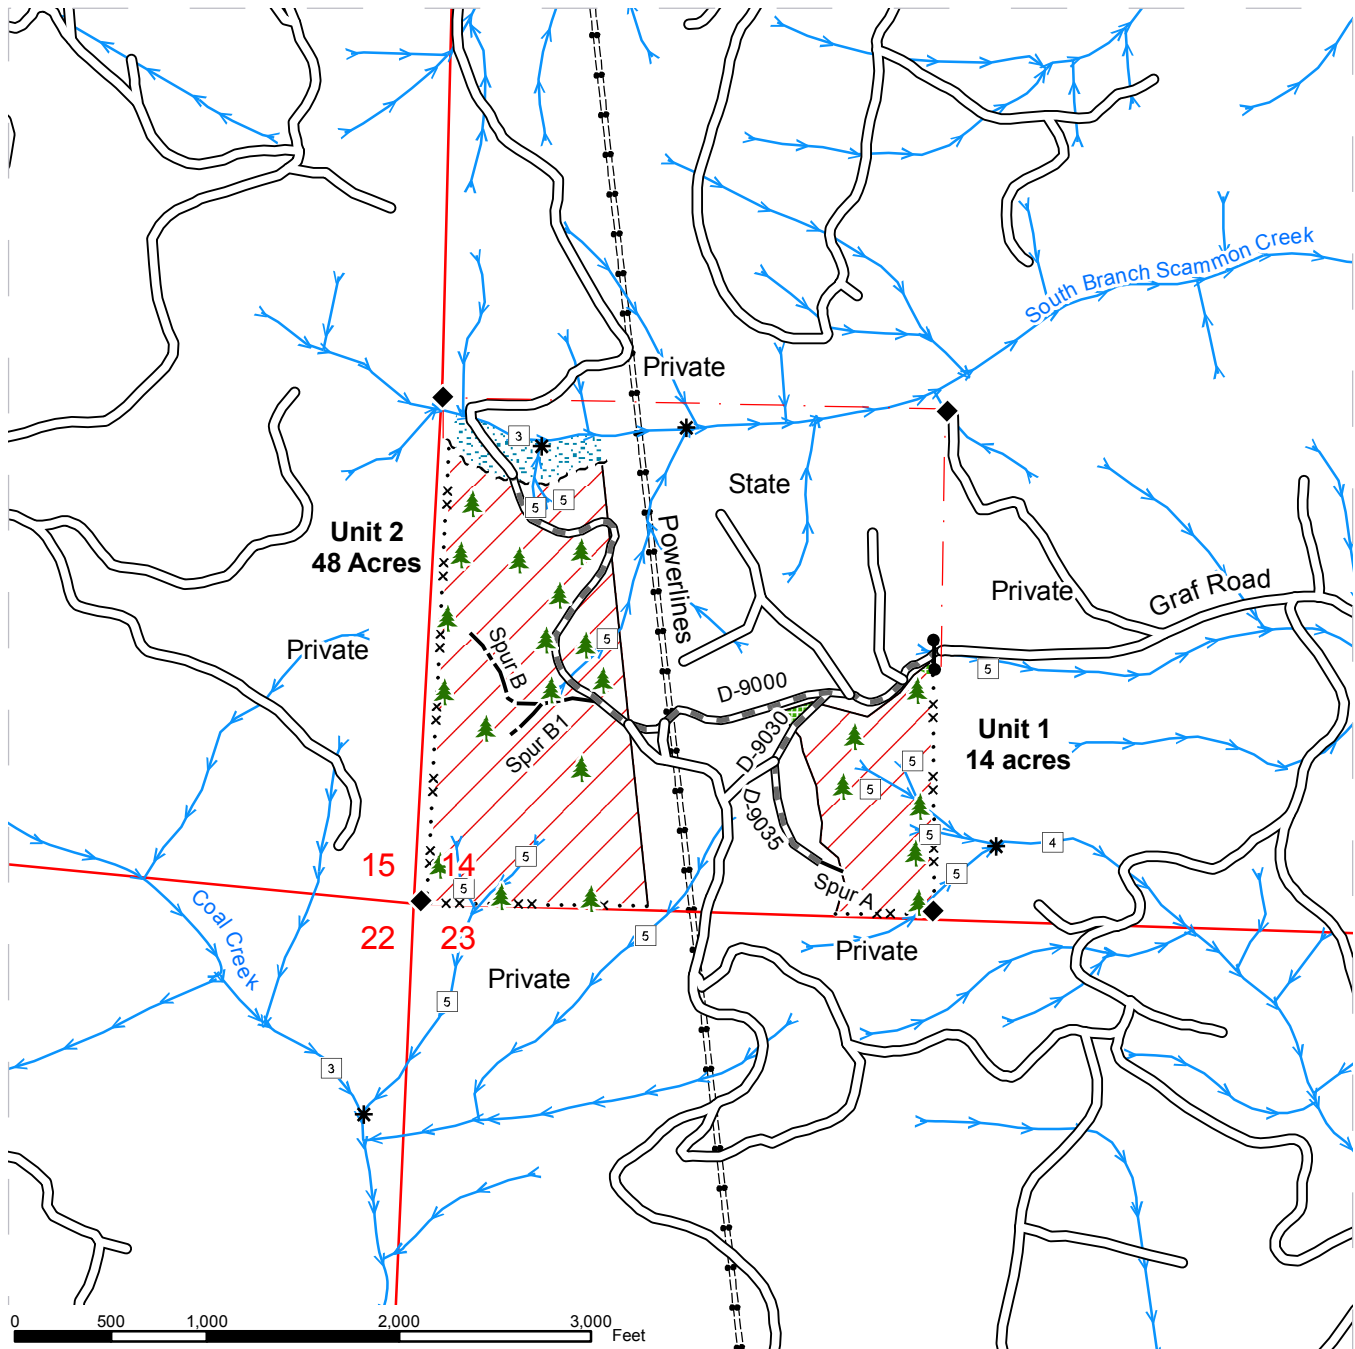 South Branch Scammon Creek
Private
3
State
5
5
Unit 2
48 Acres
Powerlines
Private
Graf Road
Private
5
Spur B
5
D-9000
Spur B1
D-9030
Unit 1
14 acres
5
5
D-9035
5
4
5
15
14
5
5
Spur A
Coal Creek
22
23
5
Private
Private
5
3
0
500
1,000
2,000
3,000
Feet